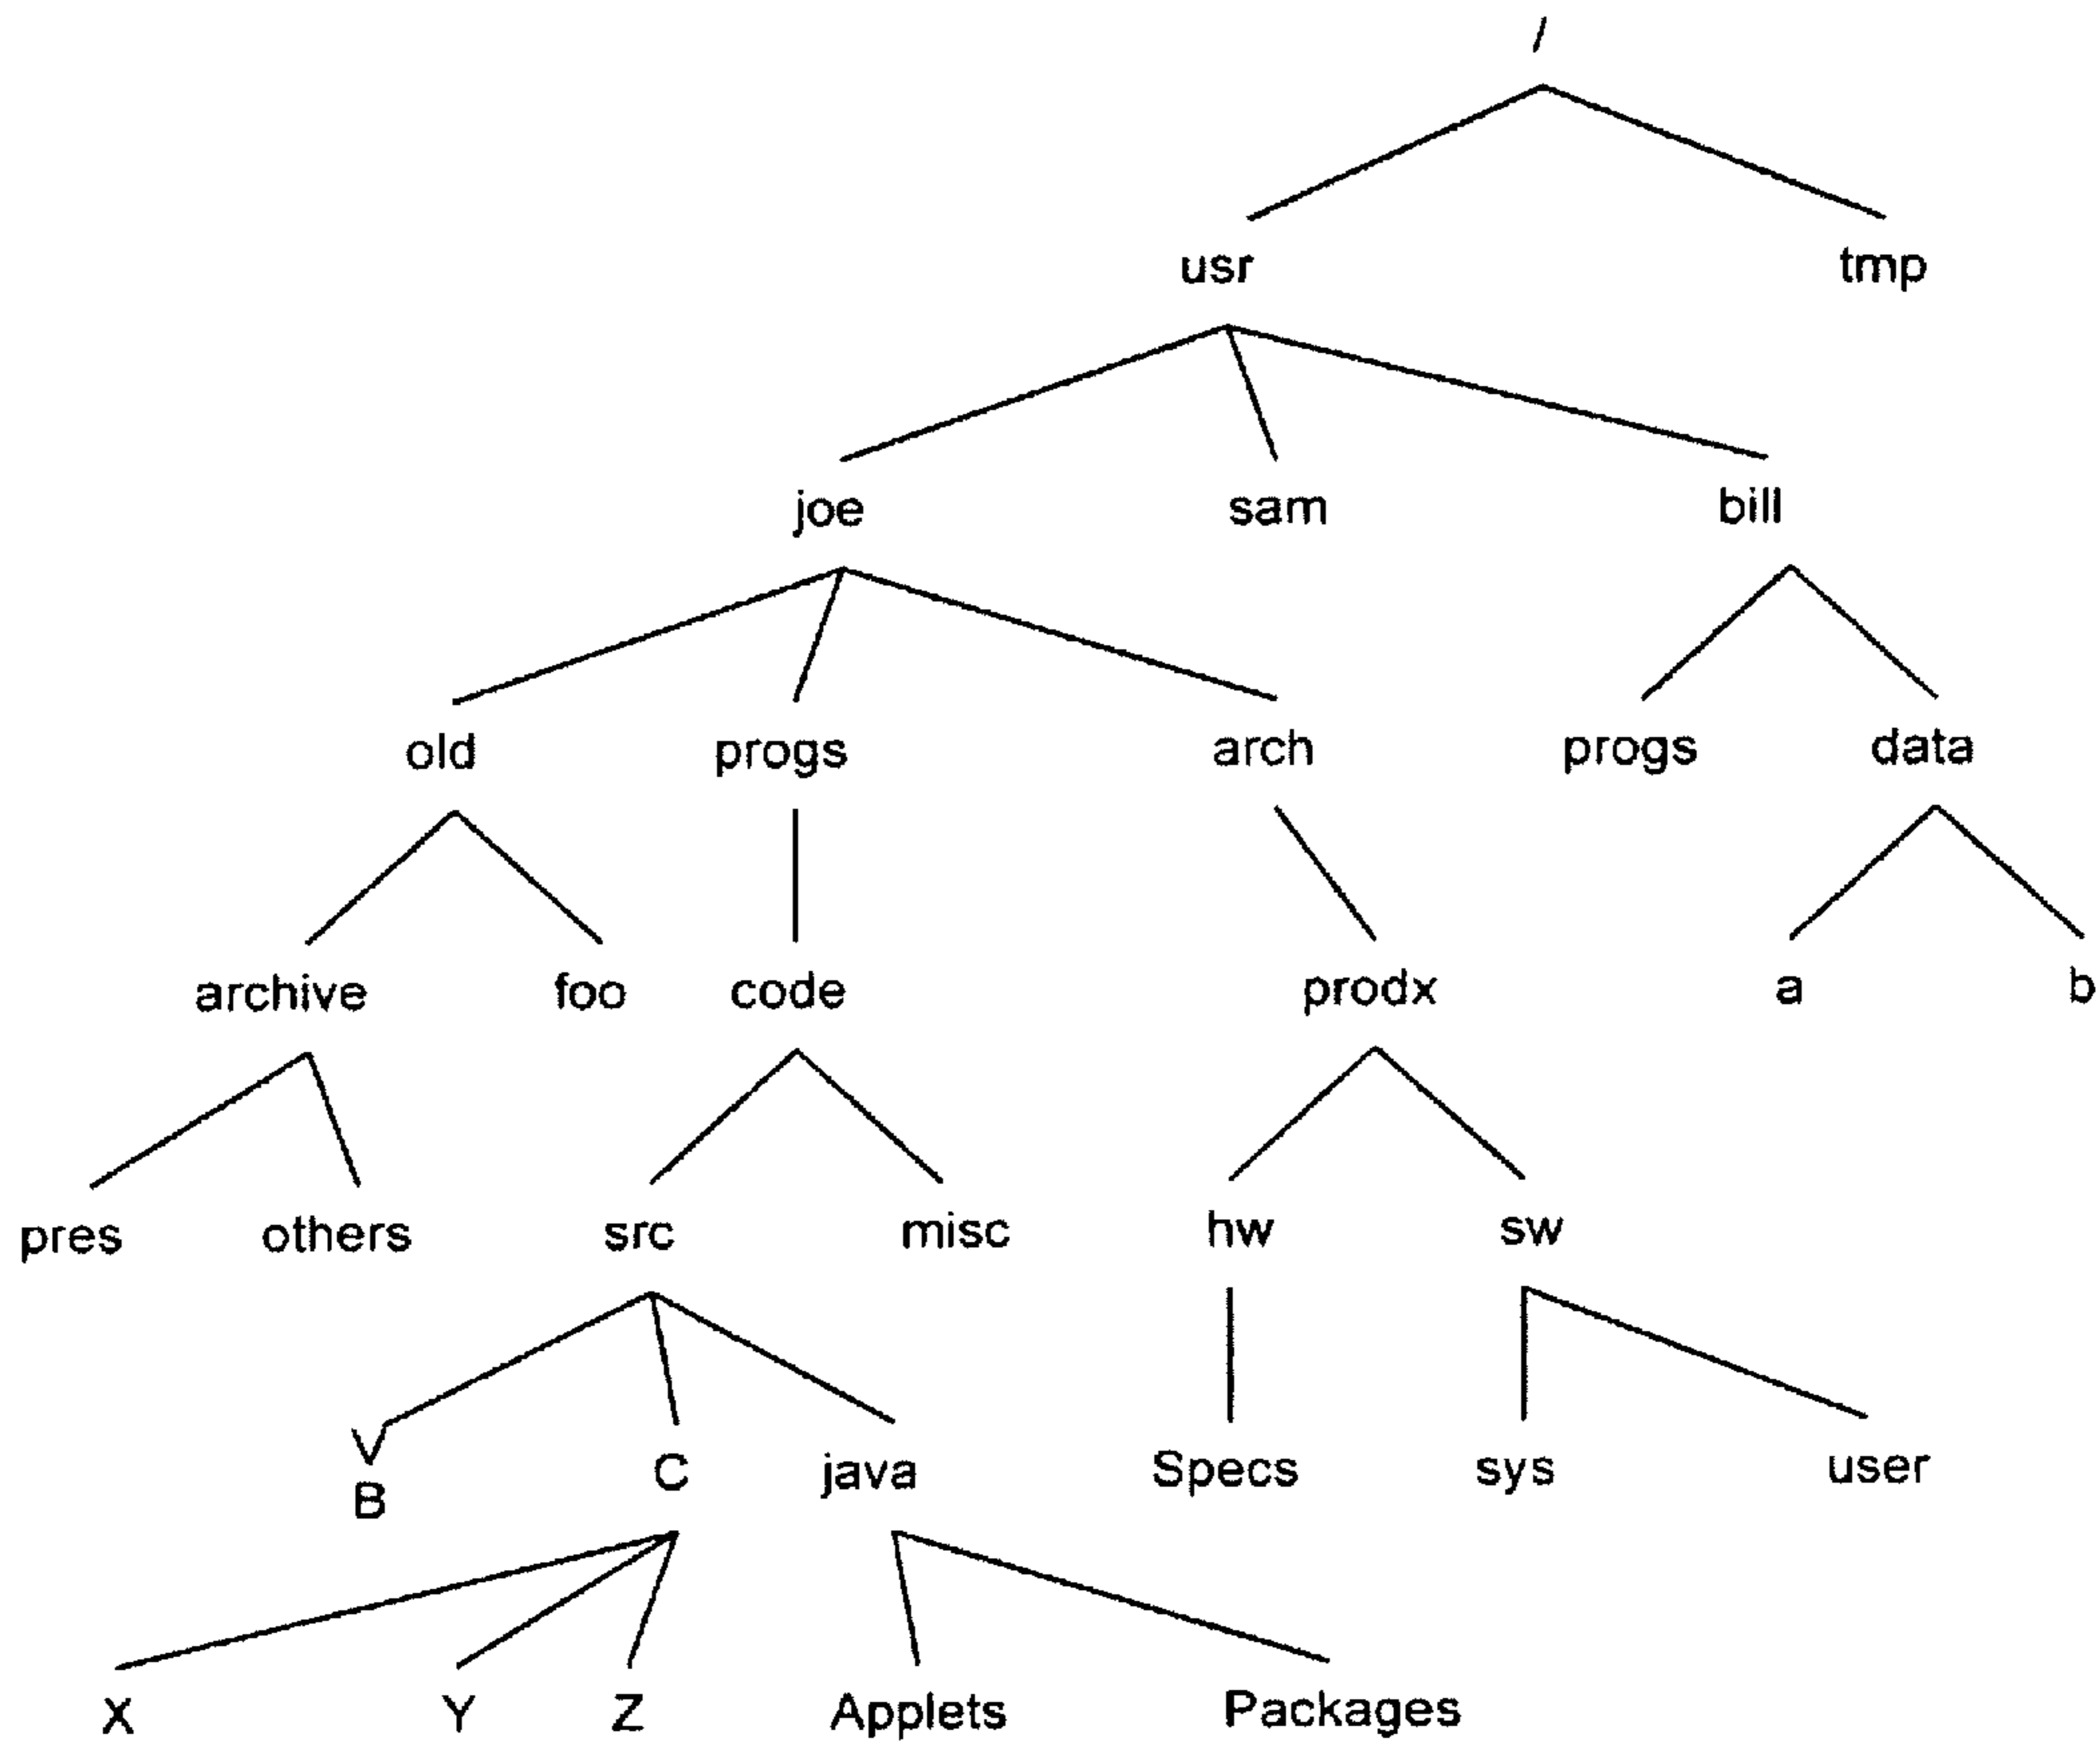 /
usr tmp
joe sam bill
old progs arch progs data
archive foo code prodx a b
pres others src misc hw sw
B C java Specs sys user
X Y Z Applets Packages